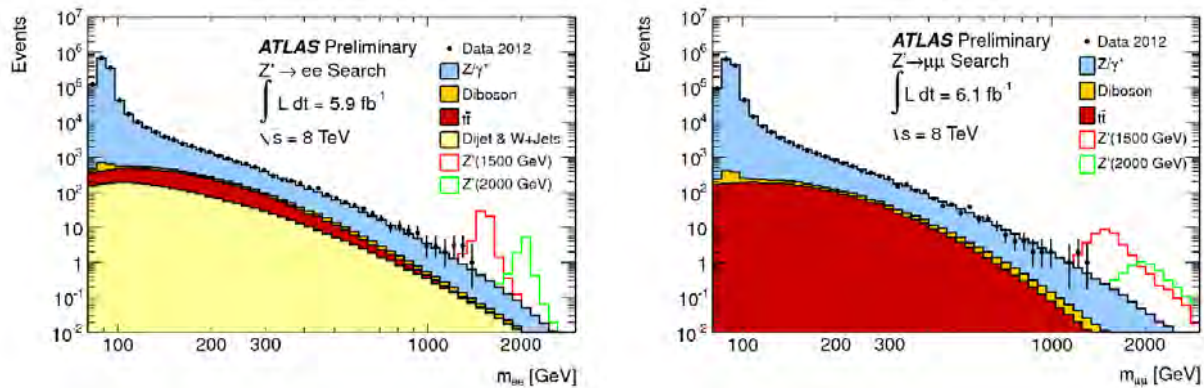 Events
10^7
10^6
10^5
10^4
10^3
10^2
10
1
10^-1
10^-2
ATLAS Preliminary
Z' → ee Search
∫ L dt = 5.9 fb^-1
√s = 8 TeV
Data 2012
Z/γ*
Diboson
tt̄
Dijet & W+Jets
Z'(1500 GeV)
Z'(2000 GeV)
100 200 300 1000 2000
m_ee [GeV]
Events
10^7
10^6
10^5
10^4
10^3
10^2
10
1
10^-1
10^-2
ATLAS Preliminary
Z'→μμ Search
∫ L dt = 6.1 fb^-1
√s = 8 TeV
Data 2012
Z/γ*
Diboson
tt̄
Z'(1500 GeV)
Z'(2000 GeV)
100 200 300 1000 2000
m_μμ [GeV]